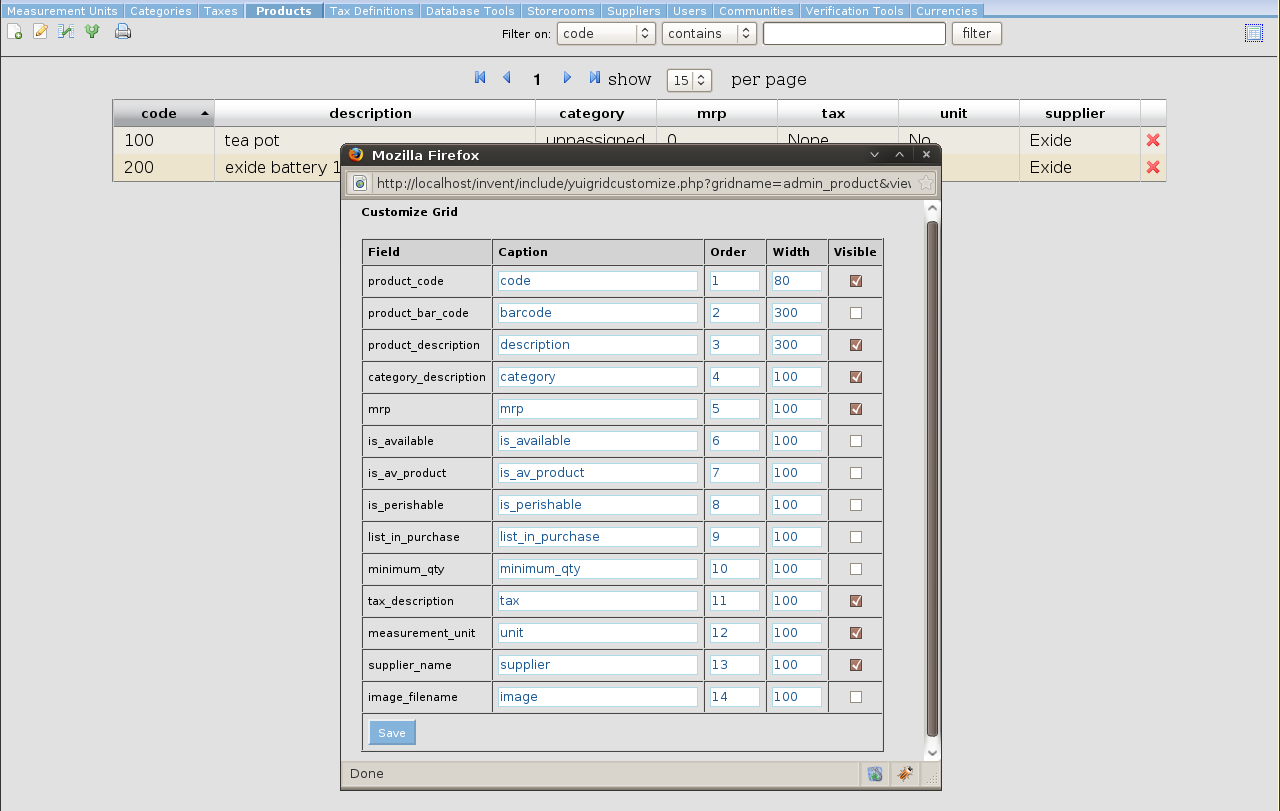 Measurement Units Categories Taxes Products Tax Definitions Database Tools Storerooms Suppliers Users Communities Verification Tools Currencies
Filter on: code contains filter
1 show 15 per page
code description category mrp tax unit supplier
100 tea pot unpassigned 0 None No Exide
200 exide battery 1 Exide
Mozilla Firefox
http://localhost/invent/include/yuigridcustomize.php?gridname=admin_product&view
Customize Grid
Field Caption Order Width Visible
product_code code 1 80
product_bar_code barcode 2 300
product_description description 3 300
category_description category 4 100
mrp mrp 5 100
is_available is_available 6 100
is_av_product is_av_product 7 100
is_perishable is_perishable 8 100
list_in_purchase list_in_purchase 9 100
minimum_qty minimum_qty 10 100
tax_description tax 11 100
measurement_unit unit 12 100
supplier_name supplier 13 100
image_filename image 14 100
Save
Done